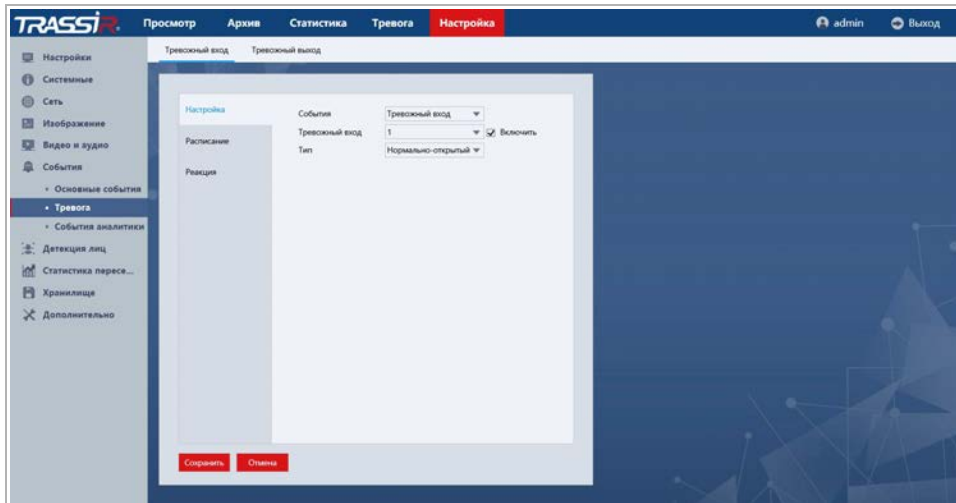 TRASSIR
Просмотр
Архив
Статистика
Тревога
Настройка
admin
Выход
Тревожный вход
Тревожный выход
Настройки
Системные
Сеть
Изображение
Видео и аудио
События
Основные события
Тревога
События аналитики
Детекция лиц
Статистика пересе...
Хранилище
Дополнительно
Настройка
Расписание
Реакция
События Тревожный вход
Тревожный вход 1 Включить
Тип Нормально-открытый
Сохранить
Отмена